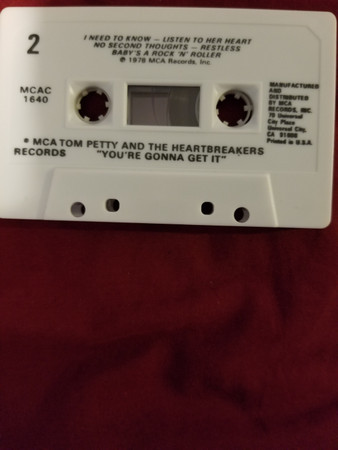 2
I NEED TO KNOW — LISTEN TO HER HEART
NO SECOND THOUGHTS — RESTLESS
BABY'S A ROCK 'N' ROLLER
© 1978 MCA Records, Inc.
MCAC
1640
MANUFACTURED
AND
DISTRIBUTED
BY MCA
RECORDS, INC.
70 Universal
City Plaza
Universal City,
CA 91608
Printed in U.S.A.
* MCA TOM PETTY AND THE HEARTBREAKERS
RECORDS "YOU'RE GONNA GET IT"